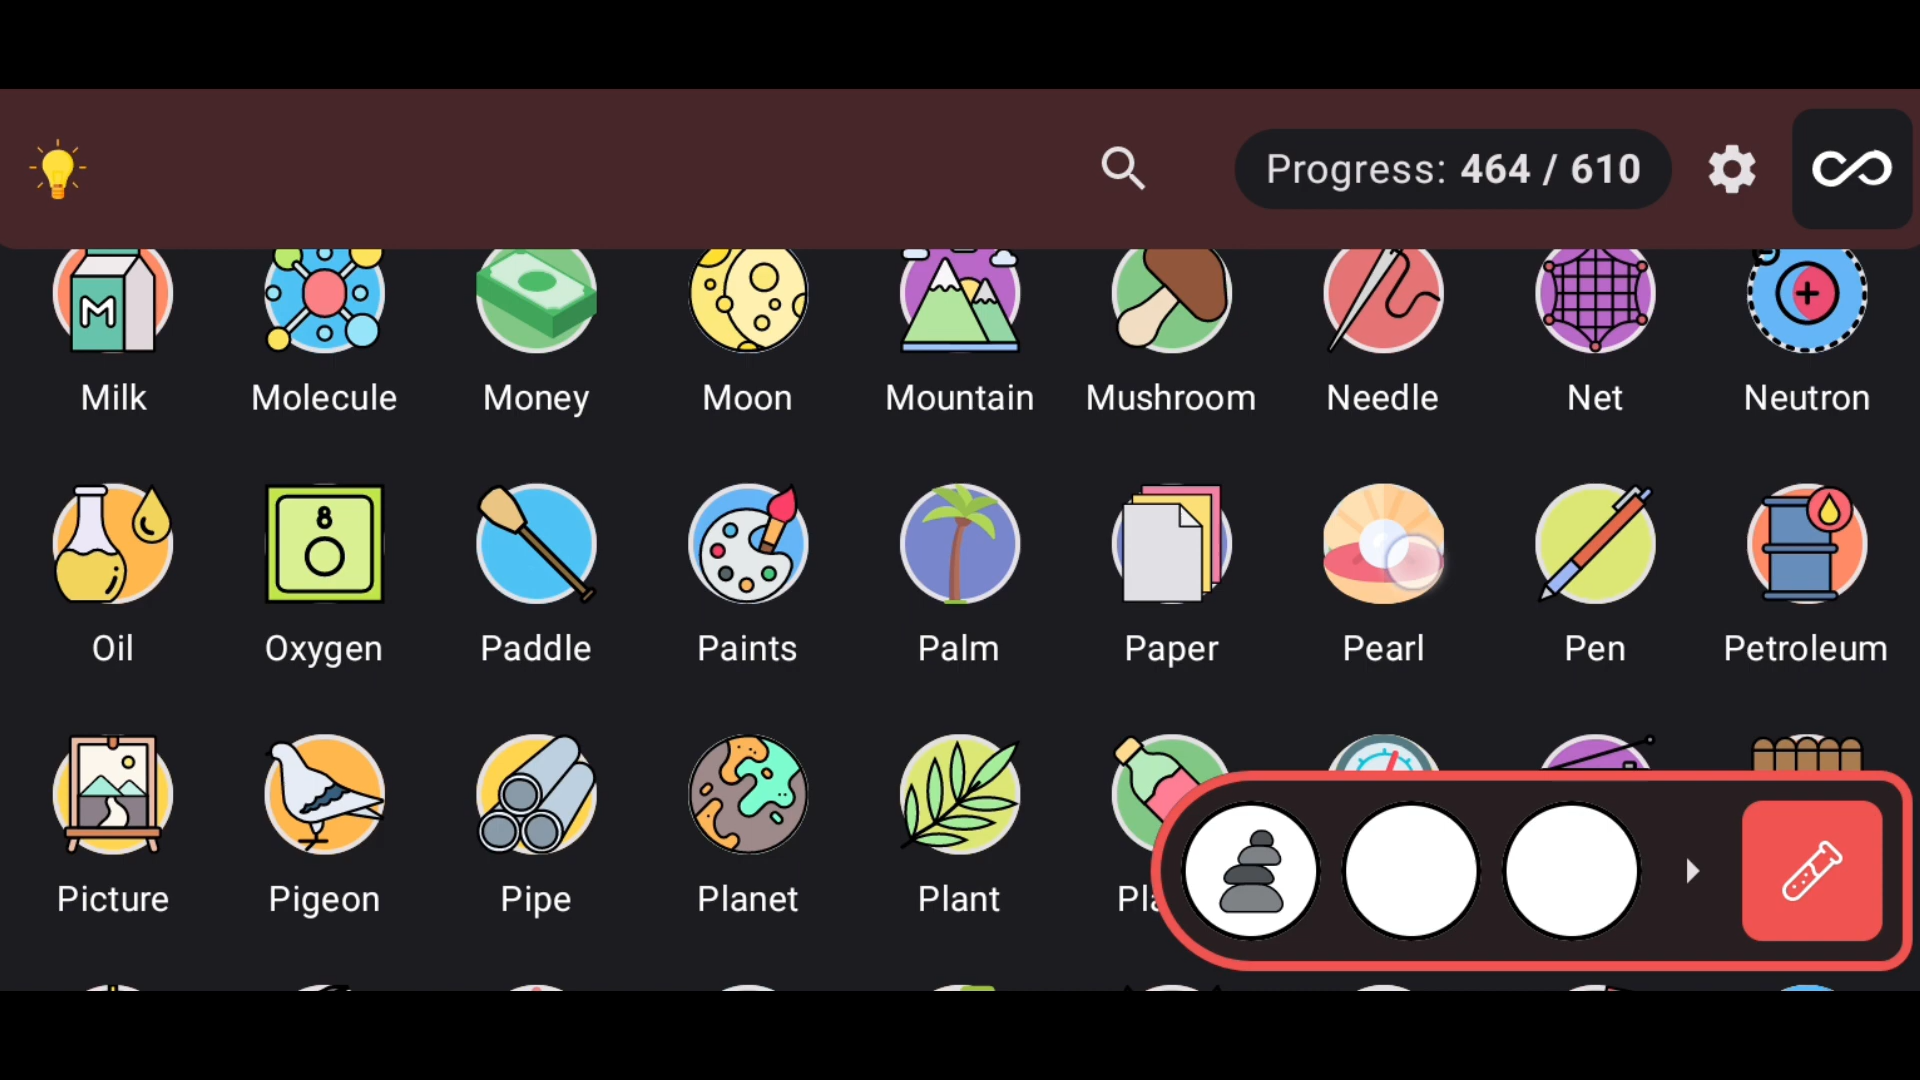 Progress: 464 / 610
M
Milk Molecule Money Moon Mountain Mushroom Needle Net Neutron
8
O
Oil Oxygen Paddle Paints Palm Paper Pearl Pen Petroleum
Picture Pigeon Pipe Planet Plant